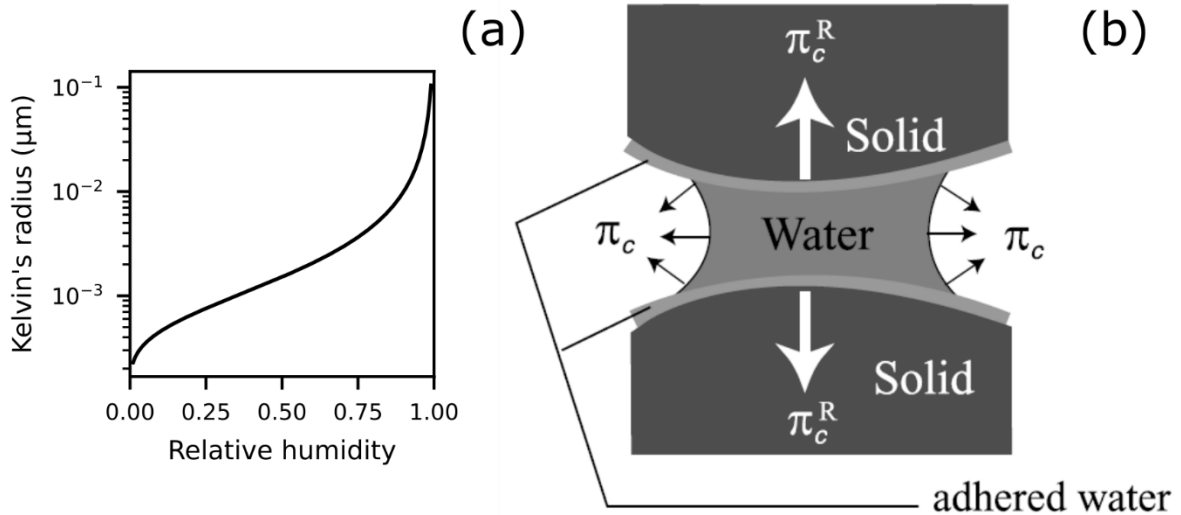 (a)
Kelvin's radius (μm)
10⁻¹
10⁻²
10⁻³
0.00 0.25 0.50 0.75 1.00
Relative humidity
(b)
π_c^R
Solid
π_c Water π_c
Solid
π_c^R
adhered water